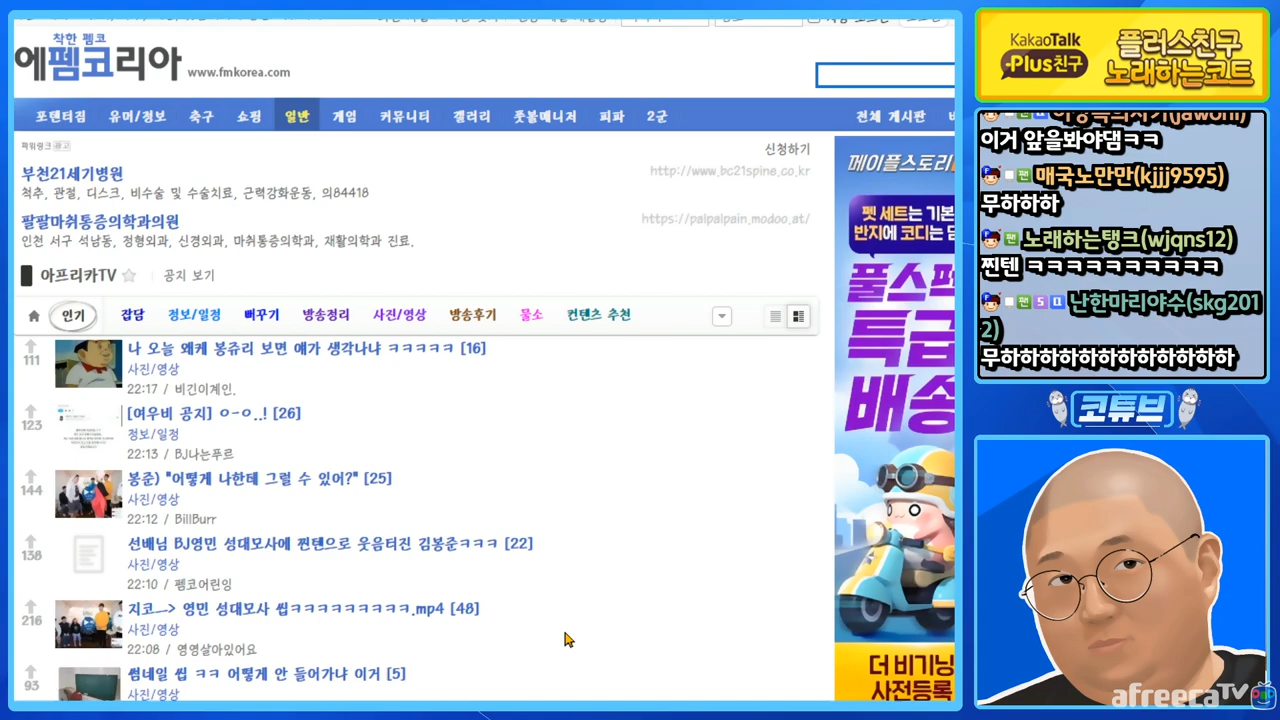 착한 펨코
에펨코리아 www.fmkorea.com
포텐터짐 유머/정보 축구 쇼핑 일반 게임 커뮤니티 갤러리 풋볼매니저 피파 2군 전체 게시판
파워링크 광고
신청하기
부천21세기병원
http://www.bc21spine.co.kr
척추, 관절, 디스크, 비수술 및 수술치료, 근력강화운동, 의84418
팔팔마취통증의학과의원
https://palpalpain.modoo.at/
인천 서구 석남동, 정형외과, 신경외과, 마취통증의학과, 재활의학과 진료.
아프리카TV 공지 보기
인기 잡담 정보/일정 뻐꾸기 방송정리 사진/영상 방송후기 물소 컨텐츠 추천
111
나 오늘 왜케 봉쥬리 보면 얘가 생각나냐 ㅋㅋㅋㅋㅋ [16]
사진/영상
22:17 / 비긴이계인.
123
[여우비 공지] ㅇ-ㅇ..! [26]
정보/일정
22:13 / BJ나는푸르
144
봉준) "어떻게 나한테 그럴 수 있어?" [25]
사진/영상
22:12 / BillBurr
138
선배님 BJ영민 성대모사에 찐텐으로 웃음터진 김봉준ㅋㅋㅋ [22]
사진/영상
22:10 / 펨코어린잉
216
지코_-> 영민 성대모사 씹ㅋㅋㅋㅋㅋㅋㅋㅋㅋ.mp4 [48]
사진/영상
22:08 / 영영살아있어요
93
썸네일 씹 ㅋㅋ 어떻게 안 들어가냐 이거 [5]
사진/영상
메이플스토리
펫 세트는 기본
반지에 코디는 덤
풀스펙
특급
배송
더 비기닝
사전등록
KakaoTalk
Plus친구
플러스친구
노래하는코트
이거 앞을봐야댐ㅋㅋ
팬 매국노만만(kjjj9595)
무하하하
팬 노래하는탱크(wjqns12)
찐텐 ㅋㅋㅋㅋㅋㅋㅋㅋㅋㅋ
팬 난한마리야수(skg201
2)
무하하하하하하하하하하하하
코튜브
afreecaTV